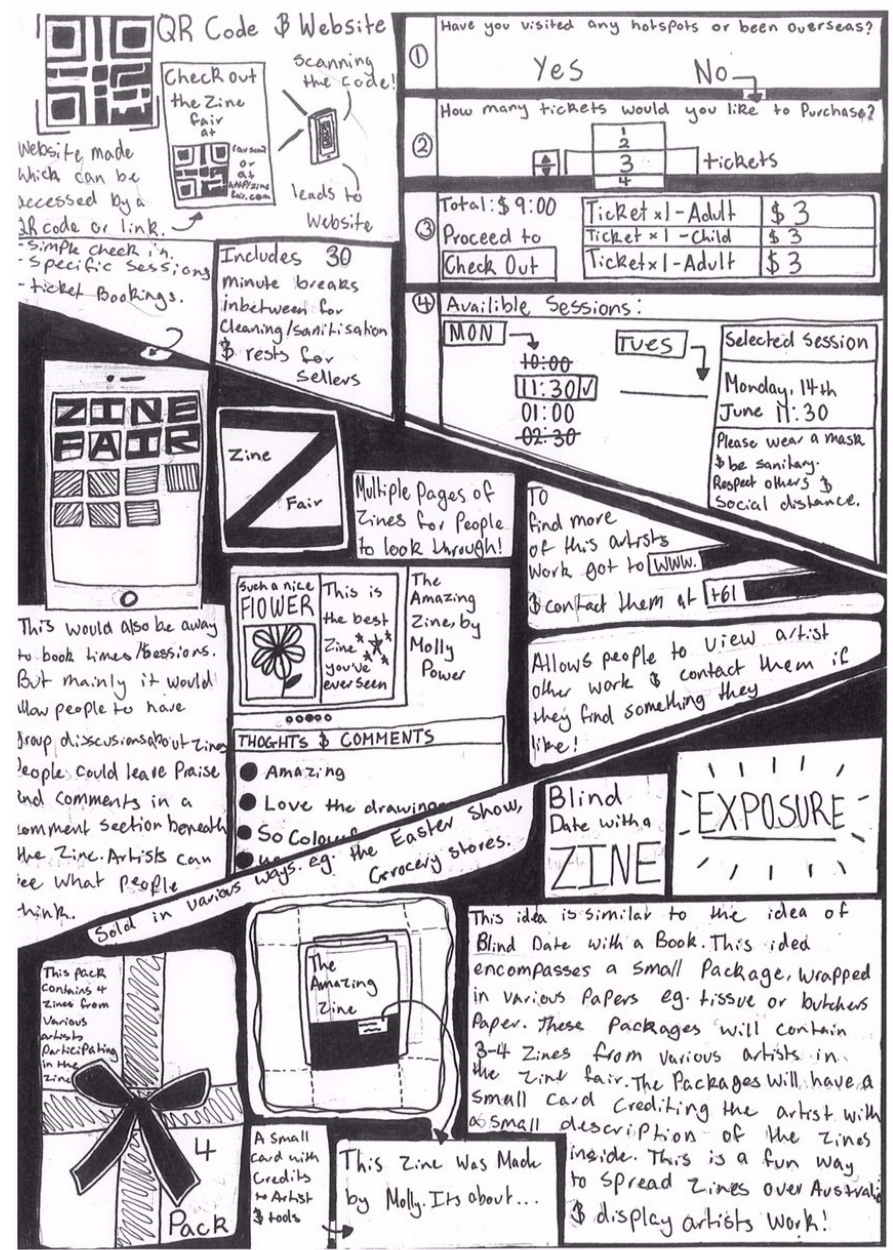 QR Code $ Website
Check out
the Zine
fair
at
or
at
Scanning
the code!
leads to
Website
Website made
which can be
accessed by a
QR code or link.
- Simple check in.
- Specific Sessions
- ticket Bookings.
Includes 30
minute breaks
inbetween for
Cleaning/sanitisation
$ rests for
sellers
1
Have you visited any hotspots or been overseas?
Yes No
2
How many tickets would you like to Purchase?
1
2
3 tickets
4
3
Total: $ 9:00
Proceed to
Check Out
Ticket x1 - Adult $ 3
Ticket x 1 - Child $ 3
Ticket x1 - Adult $ 3
4
Availible Sessions:
MON
10:00
11:30
01:00
02:30
TUES
Selected Session
Monday, 14th
June 11:30
Please wear a mask
$ be sanitary.
Respect others $
Social distance.
ZINE
FAIR
Zine
Z
Fair
Multiple Pages of
Zines for People
to look through!
To
find more
of this artists
work got to www.
$ contact them at +61
Allows people to view artist
other work $ contact them if
they find something they
like!
Such a nice
FLOWER
This is
the best
Zine
you've
ever seen
The
Amazing
Zine, by
Molly
Power
THOGHTS $ COMMENTS
Amazing
Love the drawing
So Colour
This would also be away
to book times/sessions.
But mainly it would
allow people to have
group disscusions about zines
People could leave Praise
and comments in a
comment section beneath
the Zine. Artists can
see what people
think.
Sold in various ways. eg. the Easter Show,
Grocery stores.
Blind
Date with a
ZINE
EXPOSURE
This idea is similar to the idea of
Blind Date with a Book. This idea
encompasses a small Package, wrapped
in various Papers eg. tissue or butchers
Paper. These Packages will contain
3-4 Zines from various artists in
the Zine fair. The Packages will have a
small card Crediting the artist with
a small description of the Zines
inside. This is a fun way
to spread Zines over Australia
$ display artists work!
This pack
contains 4
zines from
various
artists
Participating
in the
zine
4
Pack
The
Amazing
Zine
A small
card with
Credits
to Artist
$ tools
This Zine was Made
by Molly. Its about...